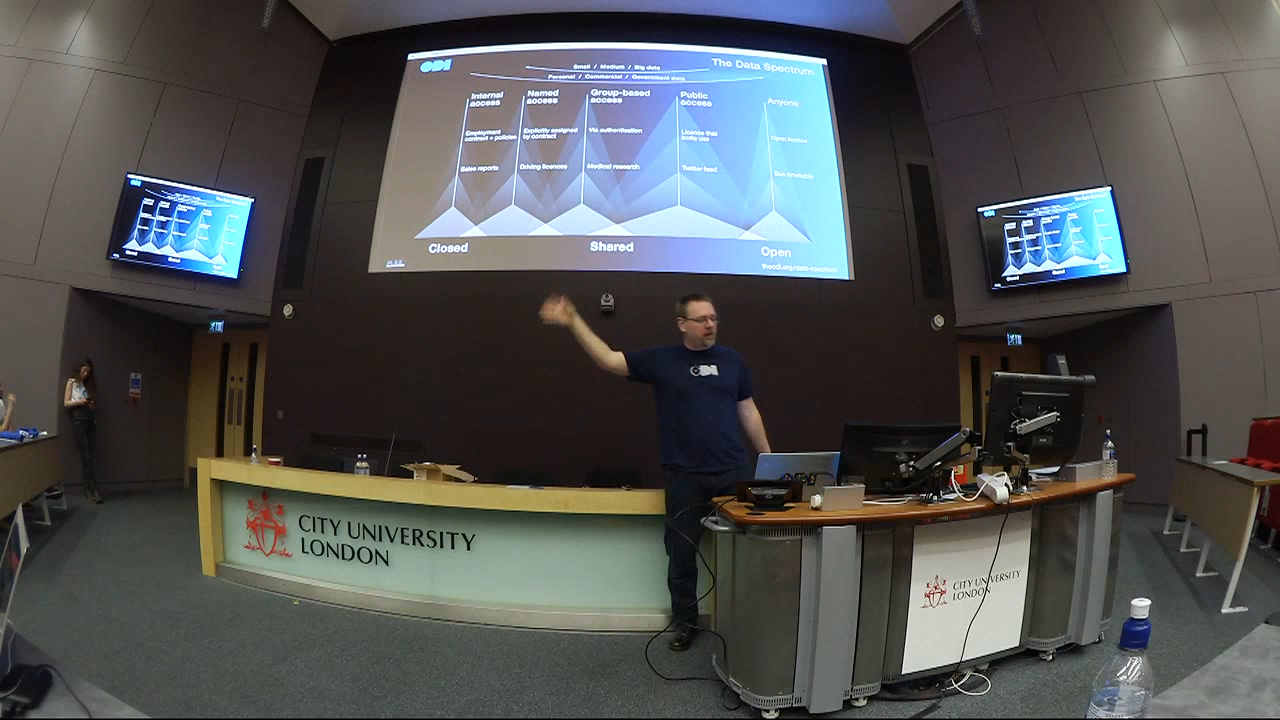 ODI
The Data Spectrum
Small / Medium / Big data
Personal / Commercial / Government data
Internal access
Named access
Group-based access
Public access
Anyone
Employment contract + policies
Explicitly assigned by contract
Via authentication
Licence that limits use
Open licence
Sales reports
Driving licences
Medical research
Twitter feed
Bus timetable
Closed
Shared
Open
theodi.org/data-spectrum
ODI
CITY UNIVERSITY
LONDON
CITY UNIVERSITY
LONDON